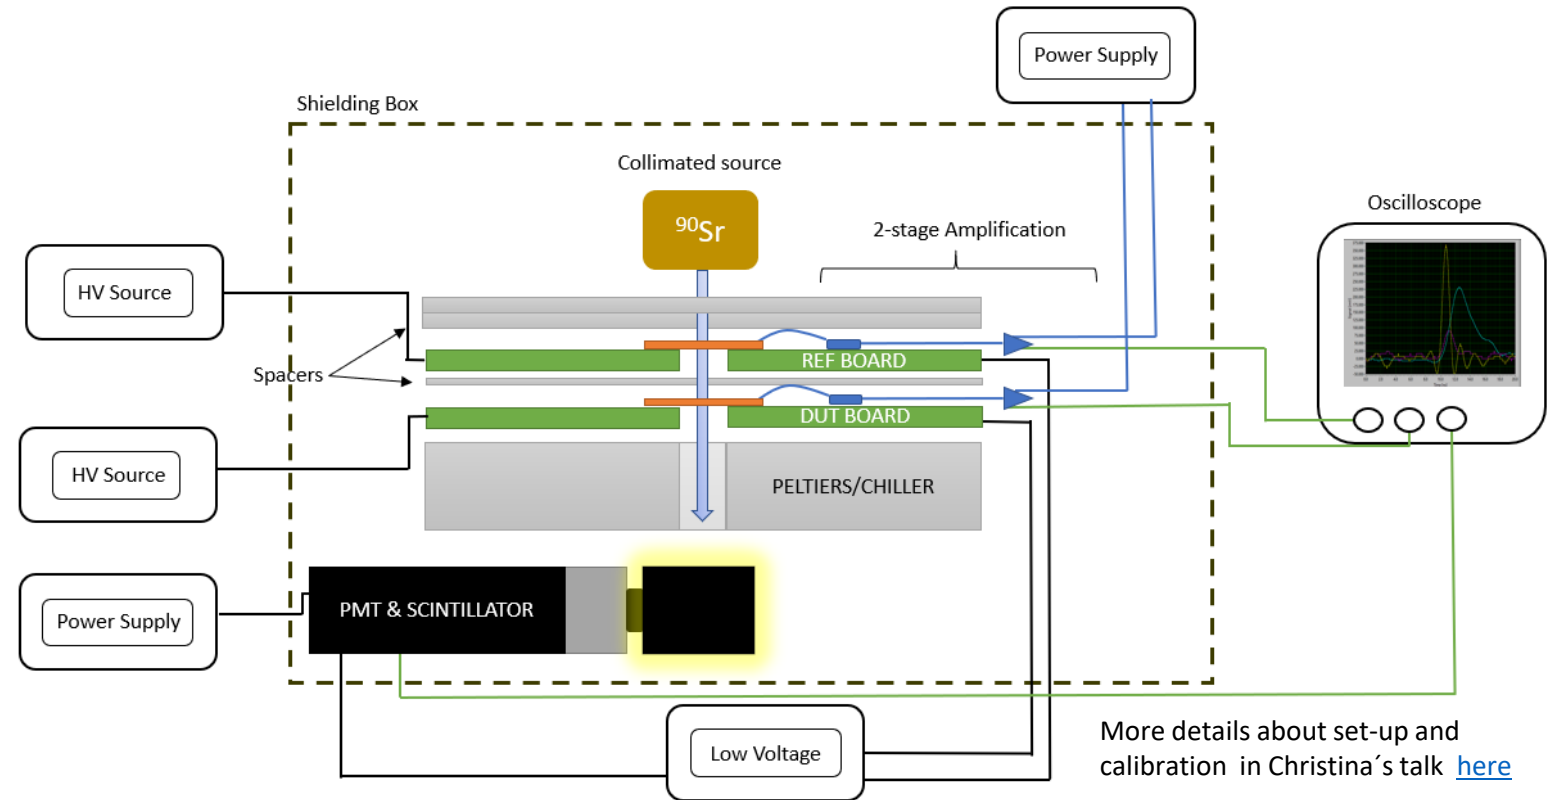 Power Supply
Shielding Box
Collimated source
⁹⁰Sr
2-stage Amplification
Oscilloscope
HV Source
REF BOARD
Spacers
DUT BOARD
HV Source
PELTIERS/CHILLER
PMT & SCINTILLATOR
Power Supply
Low Voltage
More details about set-up and
calibration in Christina´s talk here